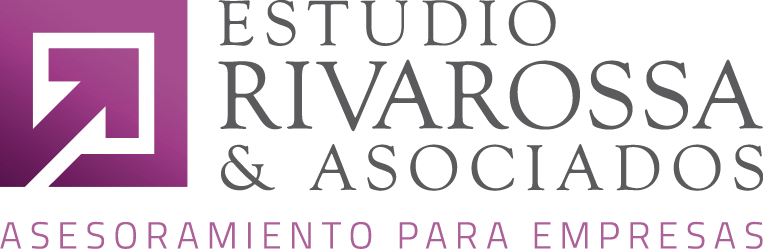 ESTUDIO
RIVAROSSA
& ASOCIADOS
ASESORAMIENTO PARA EMPRESAS